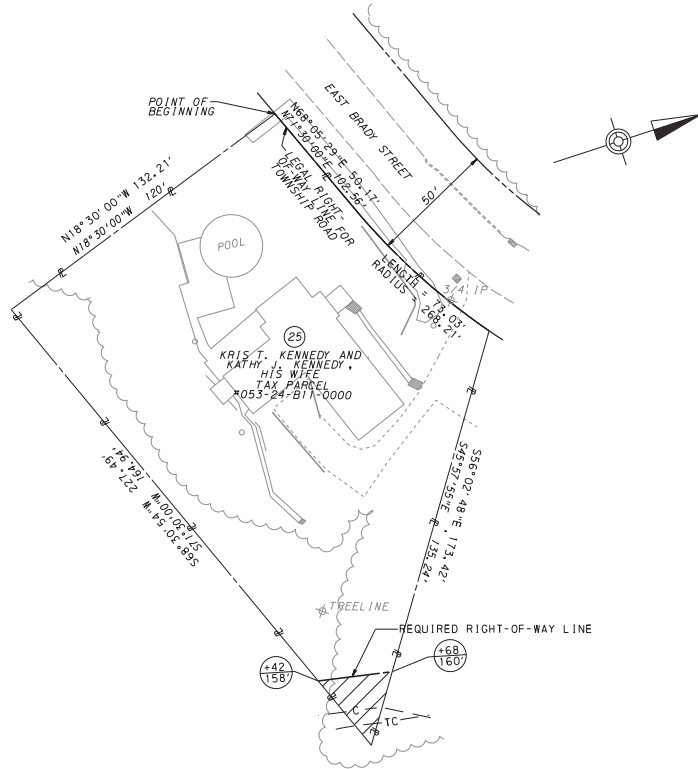 POINT OF
BEGINNING
N68°05'29"E 50.17'
N71°30'00"E 102.56'
EAST BRADY STREET
LEGAL RIGHT-
OF-WAY LINE FOR
TOWNSHIP ROAD
50'
N18°30'00"W 132.21'
N18°30'00"W 120'
POOL
LENGTH = 73.03'
RADIUS = 268.21'
3/4 IP
25
KRIS T. KENNEDY AND
KATHY J. KENNEDY,
HIS WIFE
TAX PARCEL
#053-24-B11-0000
S56°02'48"E, 173.42'
S45°57'55"E, 135.24'
S68°30'54"W 227.49'
S71°30'00"W 164.94'
TREELINE
REQUIRED RIGHT-OF-WAY LINE
+42
158'
+68
160'
C
TC